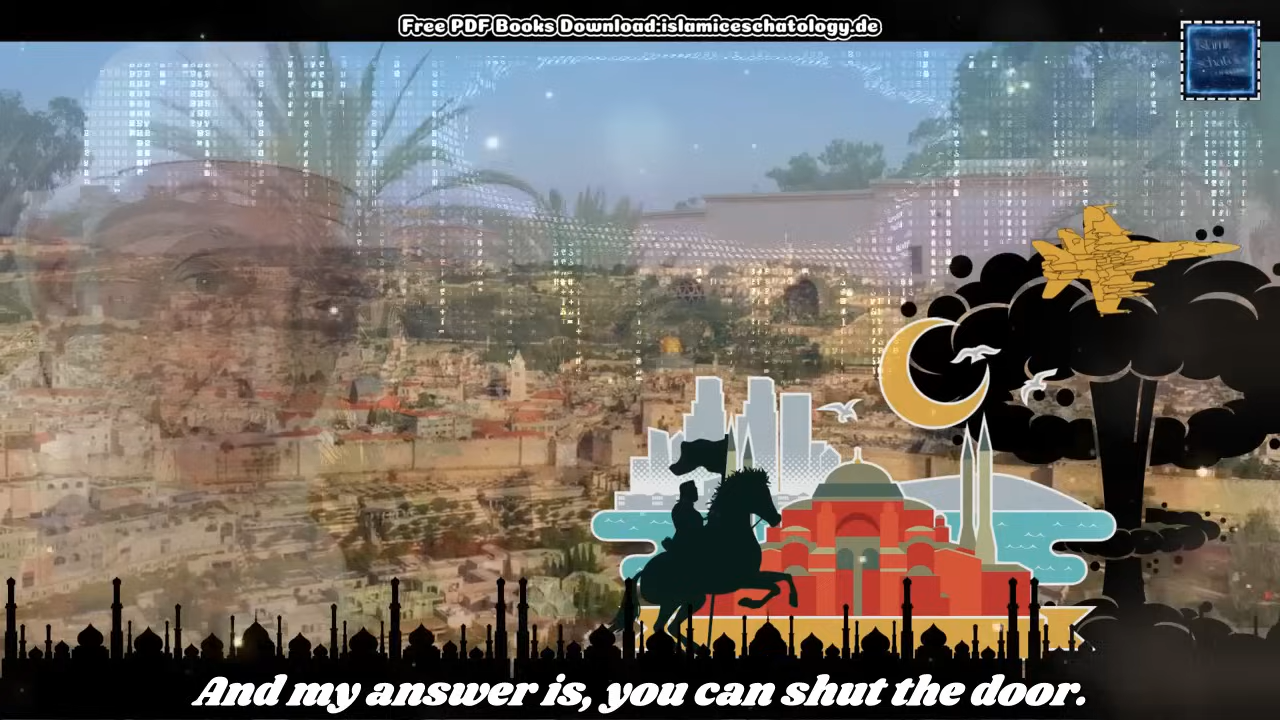 Free PDF Books Download:islamiceschatology.de
And my answer is, you can shut the door.